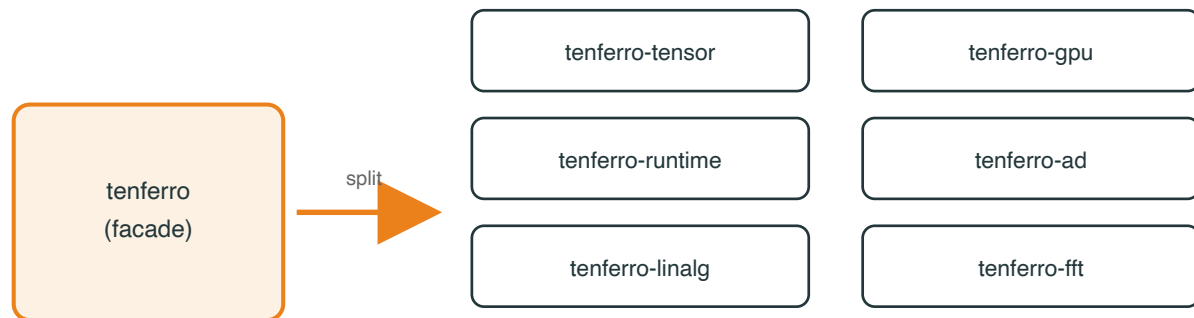 tenferro
(facade)
split
tenferro-tensor
tenferro-gpu
tenferro-runtime
tenferro-ad
tenferro-linalg
tenferro-fft